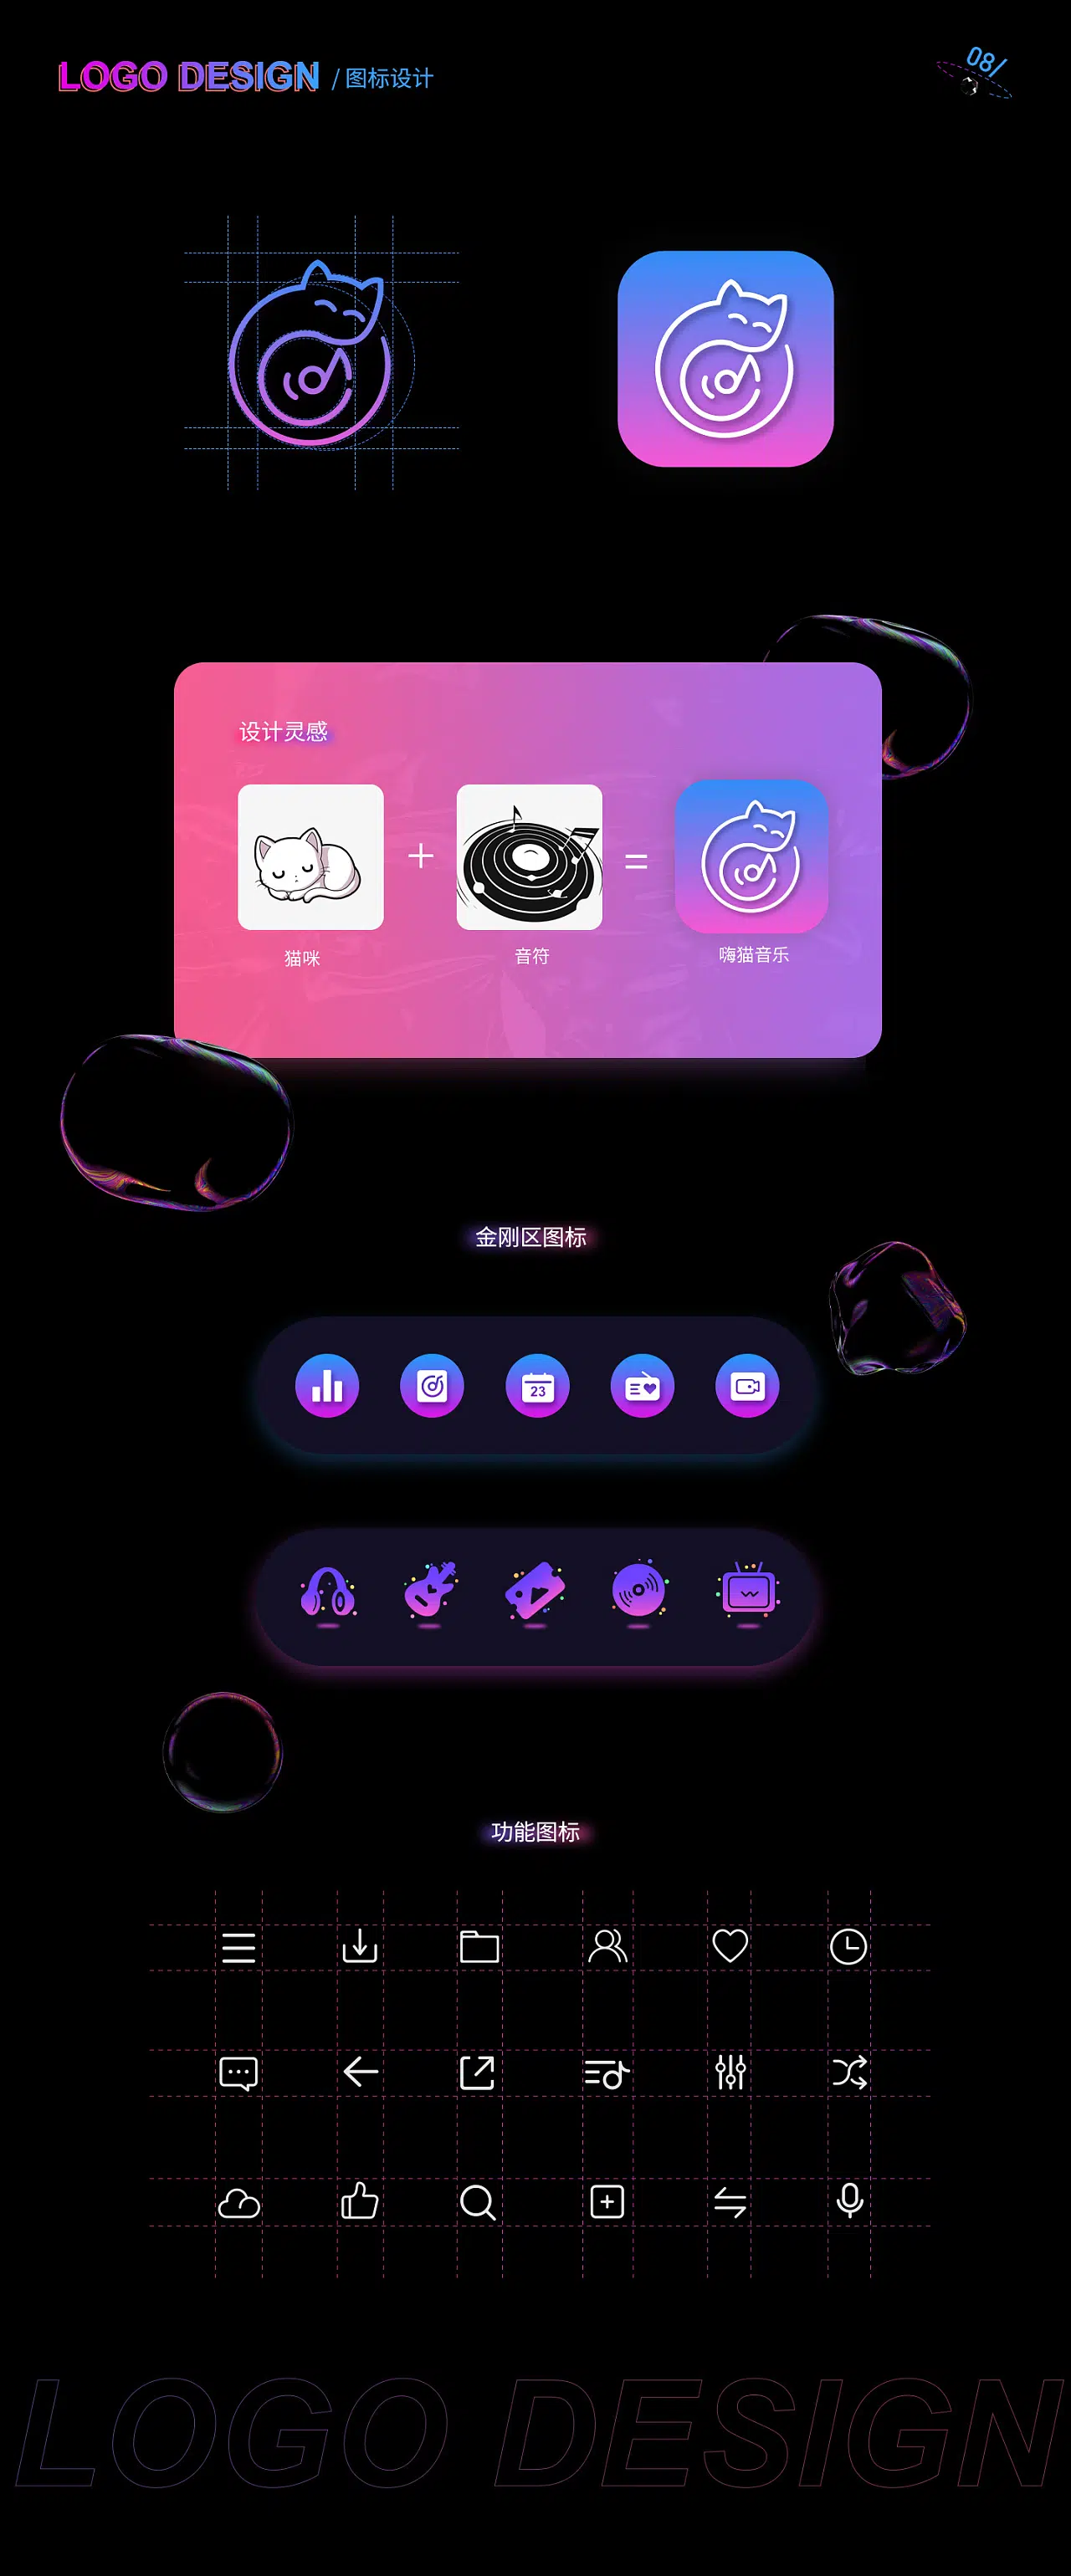 LOGO DESIGN / 图标设计
08/
设计灵感
+
=
猫咪
音符
嗨猫音乐
金刚区图标
23
功能图标
LOGO DESIGN